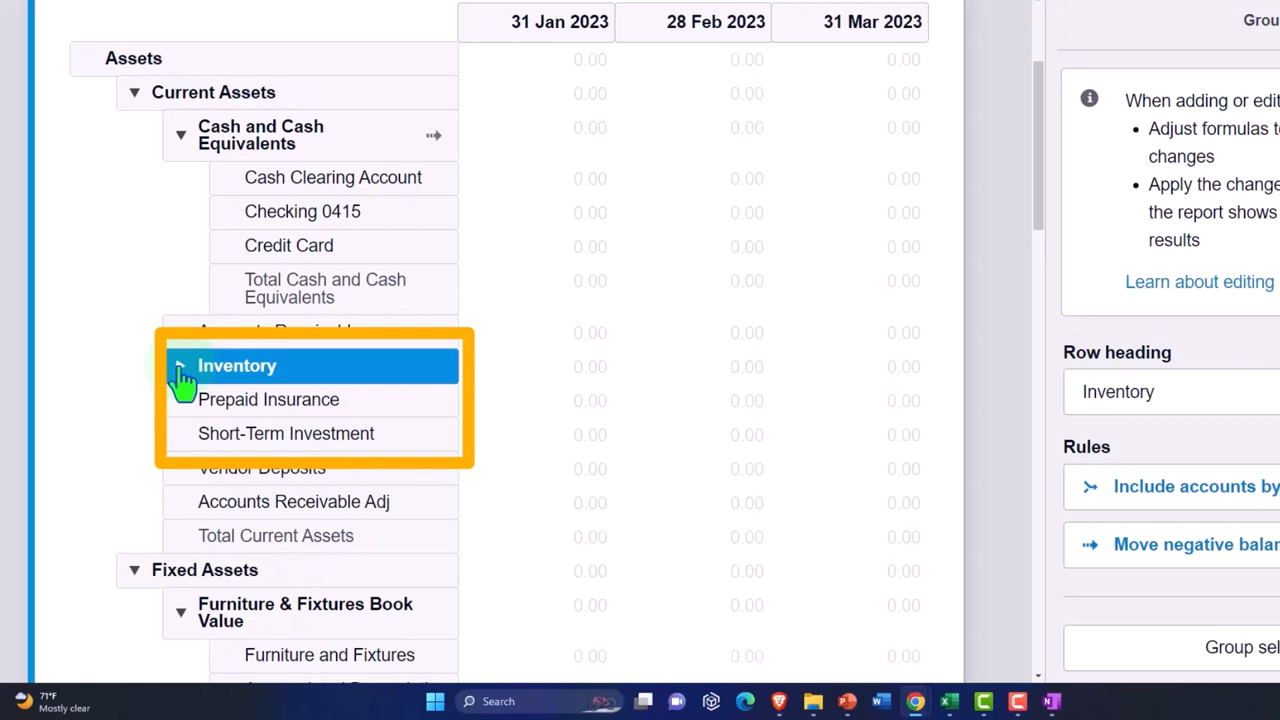 31 Jan 2023 28 Feb 2023 31 Mar 2023
Assets 0.00 0.00 0.00
Current Assets 0.00 0.00 0.00
Cash and Cash
Equivalents 0.00 0.00 0.00
Cash Clearing Account 0.00 0.00 0.00
Checking 0415 0.00 0.00 0.00
Credit Card 0.00 0.00 0.00
Total Cash and Cash
Equivalents 0.00 0.00 0.00
0.00 0.00 0.00
Inventory 0.00 0.00 0.00
Prepaid Insurance 0.00 0.00 0.00
Short-Term Investment 0.00 0.00 0.00
Vendor Deposits 0.00 0.00 0.00
Accounts Receivable Adj 0.00 0.00 0.00
Total Current Assets 0.00 0.00 0.00
Fixed Assets 0.00 0.00 0.00
Furniture & Fixtures Book
Value 0.00 0.00 0.00
Furniture and Fixtures 0.00 0.00 0.00
Grou
When adding or edit
Adjust formulas to
changes
Apply the change
the report shows
results
Learn about editing
Row heading
Inventory
Rules
Include accounts by
Move negative balan
Group sel
71°F
Mostly clear
Search